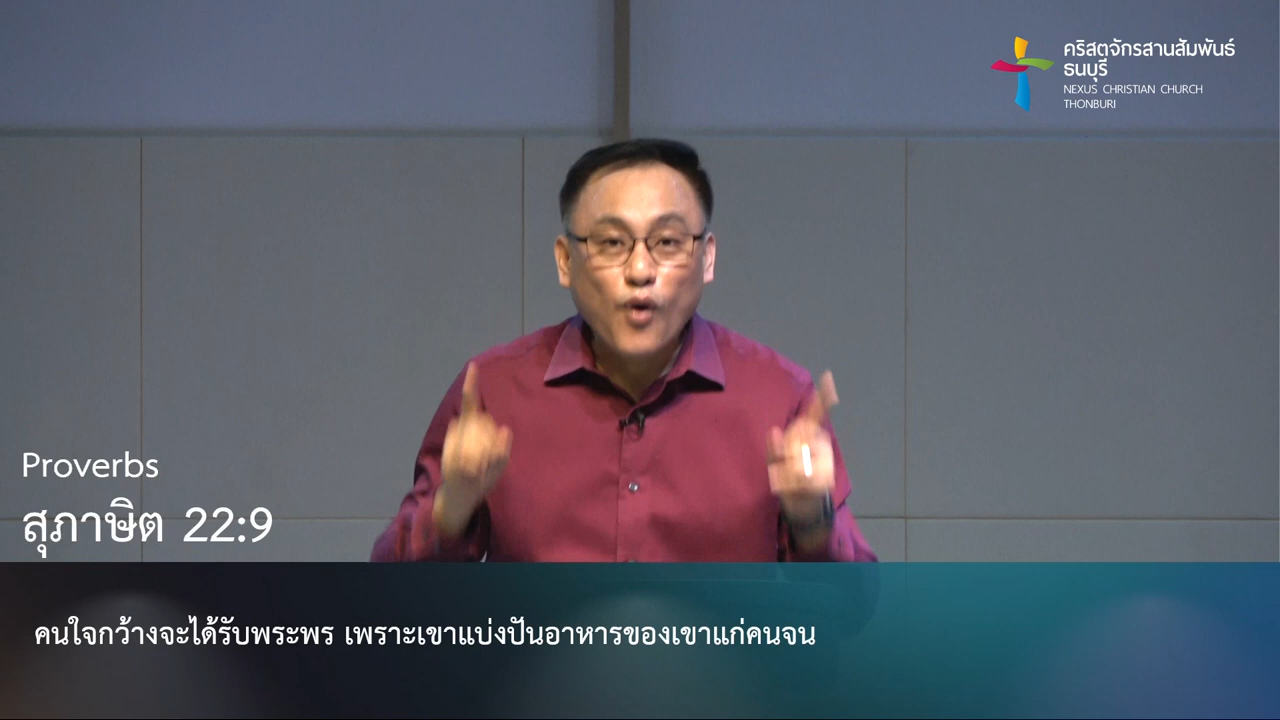 คริสตจักรสานสัมพันธ์
ธนบุรี
NEXUS CHRISTIAN CHURCH
THONBURI
Proverbs
สุภาษิต 22:9
คนใจกว้างจะได้รับพระพร เพราะเขาแบ่งปันอาหารของเขาแก่คนจน